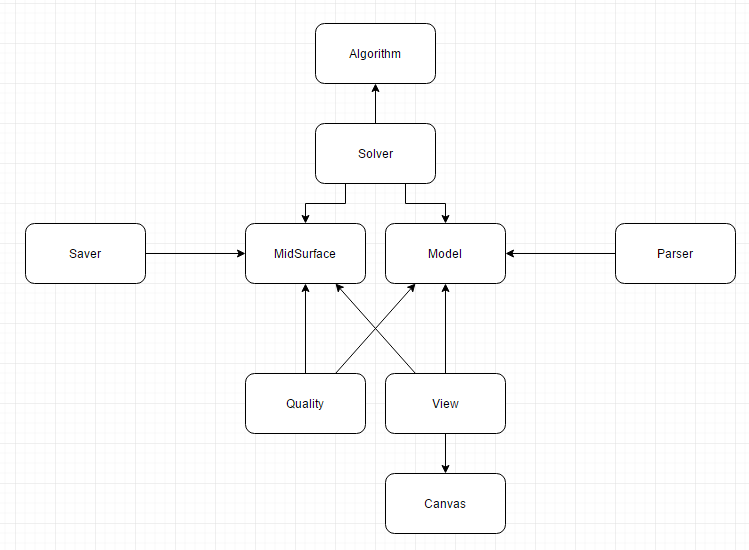 Algorithm
Solver
Saver
MidSurface
Model
Parser
Quality
View
Canvas